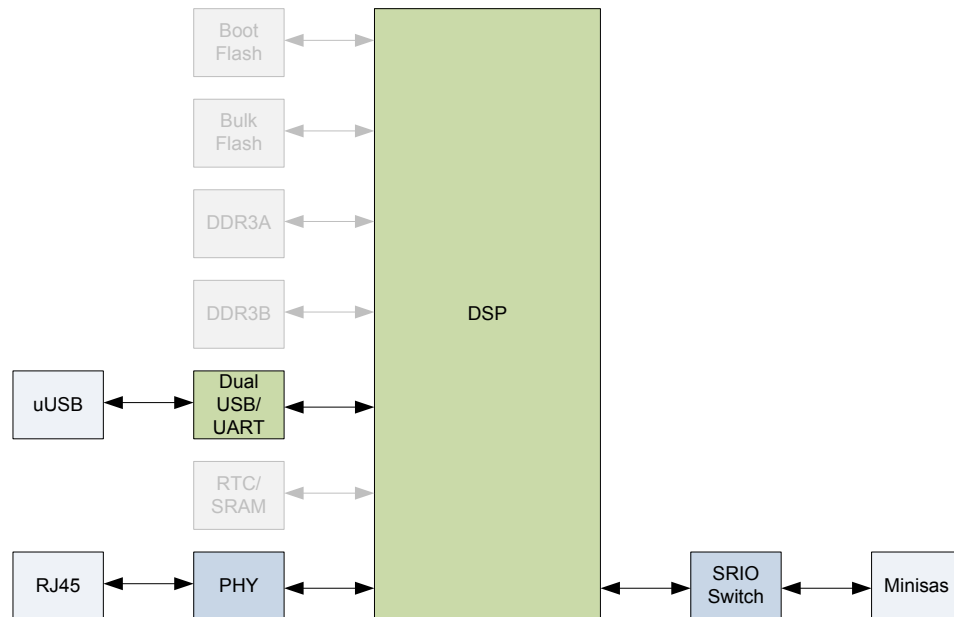 Boot
Flash
Bulk
Flash
DDR3A
DDR3B
DSP
uUSB
Dual
USB/
UART
RTC/
SRAM
RJ45
PHY
SRIO
Switch
Minisas